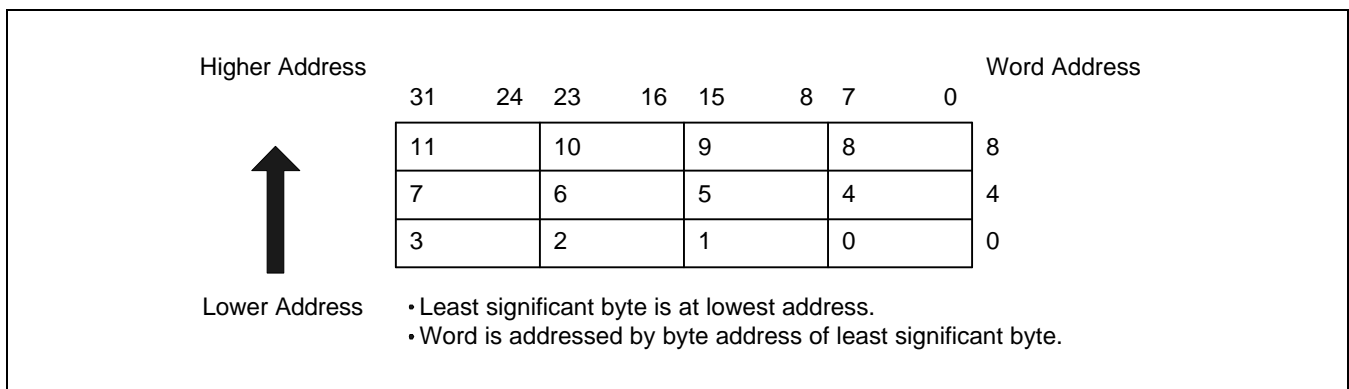 Higher Address Word Address
31 24 23 16 15 8 7 0
11 10 9 8 8
7 6 5 4 4
3 2 1 0 0
Lower Address • Least significant byte is at lowest address.
• Word is addressed by byte address of least significant byte.